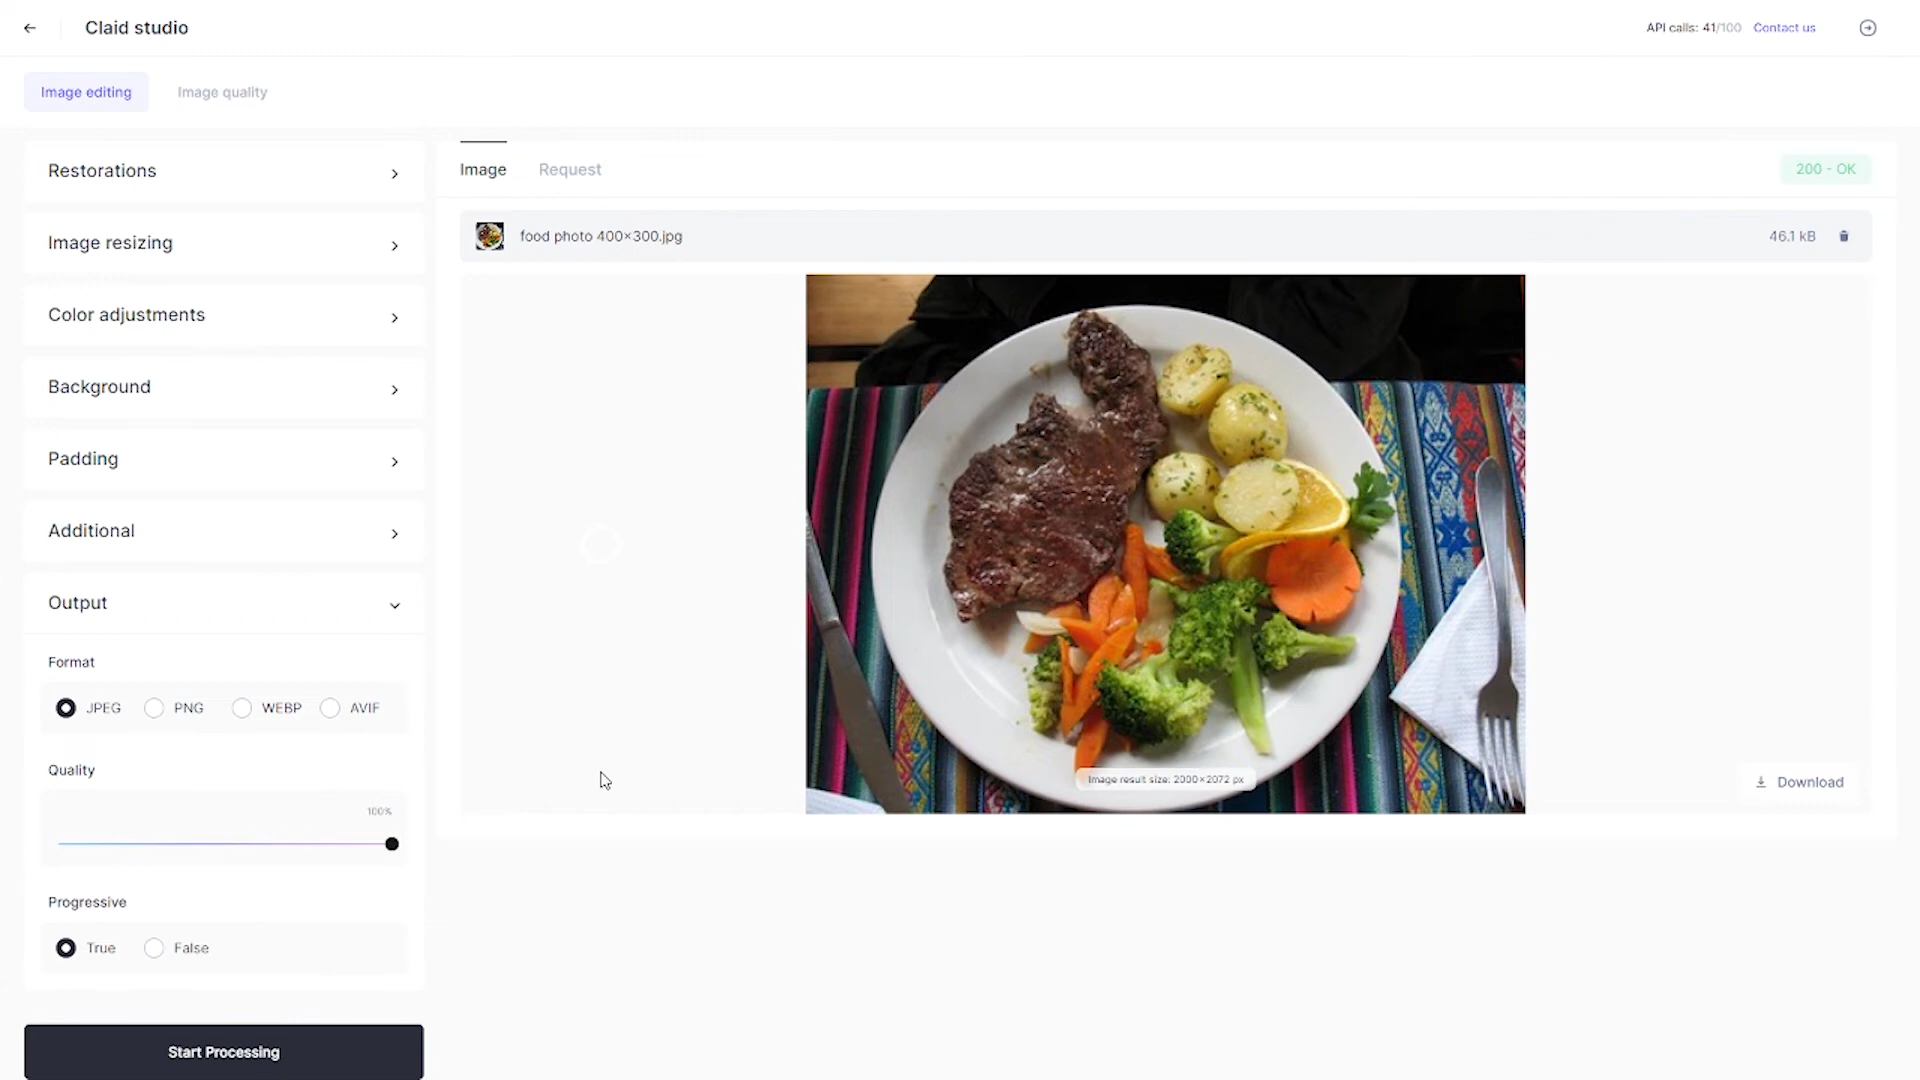 Claid studio
API calls: 41/100 Contact us
Image editing Image quality
Restorations
Image resizing
Color adjustments
Background
Padding
Additional
Output
Format
JPEG PNG WEBP AVIF
Quality
100%
Progressive
True False
Start Processing
Image Request
200 - OK
food photo 400×300.jpg 46.1 kB
Image result size: 2000×2072 px
Download